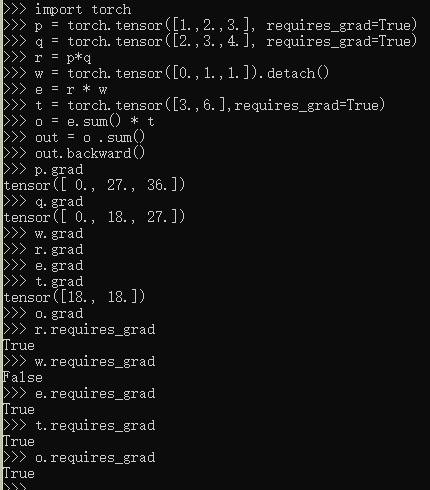 >>> import torch
>>> p = torch.tensor([1.,2.,3.], requires_grad=True)
>>> q = torch.tensor([2.,3.,4.], requires_grad=True)
>>> r = p*q
>>> w = torch.tensor([0.,1.,1.]).detach()
>>> e = r * w
>>> t = torch.tensor([3.,6.],requires_grad=True)
>>> o = e.sum() * t
>>> out = o .sum()
>>> out.backward()
>>> p.grad
tensor([ 0., 27., 36.])
>>> q.grad
tensor([ 0., 18., 27.])
>>> w.grad
>>> r.grad
>>> e.grad
>>> t.grad
tensor([18., 18.])
>>> o.grad
>>> r.requires_grad
True
>>> w.requires_grad
False
>>> e.requires_grad
True
>>> t.requires_grad
True
>>> o.requires_grad
True
>>>